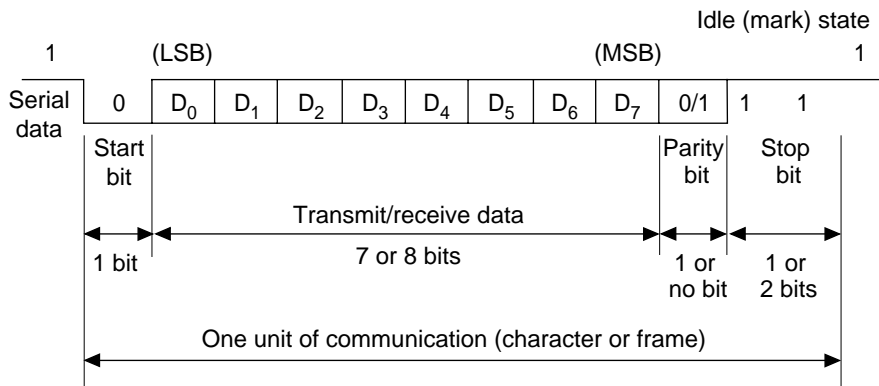 Idle (mark) state
1 (LSB) (MSB) 1
Serial data
0 D0 D1 D2 D3 D4 D5 D6 D7 0/1 1 1
Start bit
Parity bit
Stop bit
Transmit/receive data
1 bit
7 or 8 bits
1 or no bit
1 or 2 bits
One unit of communication (character or frame)